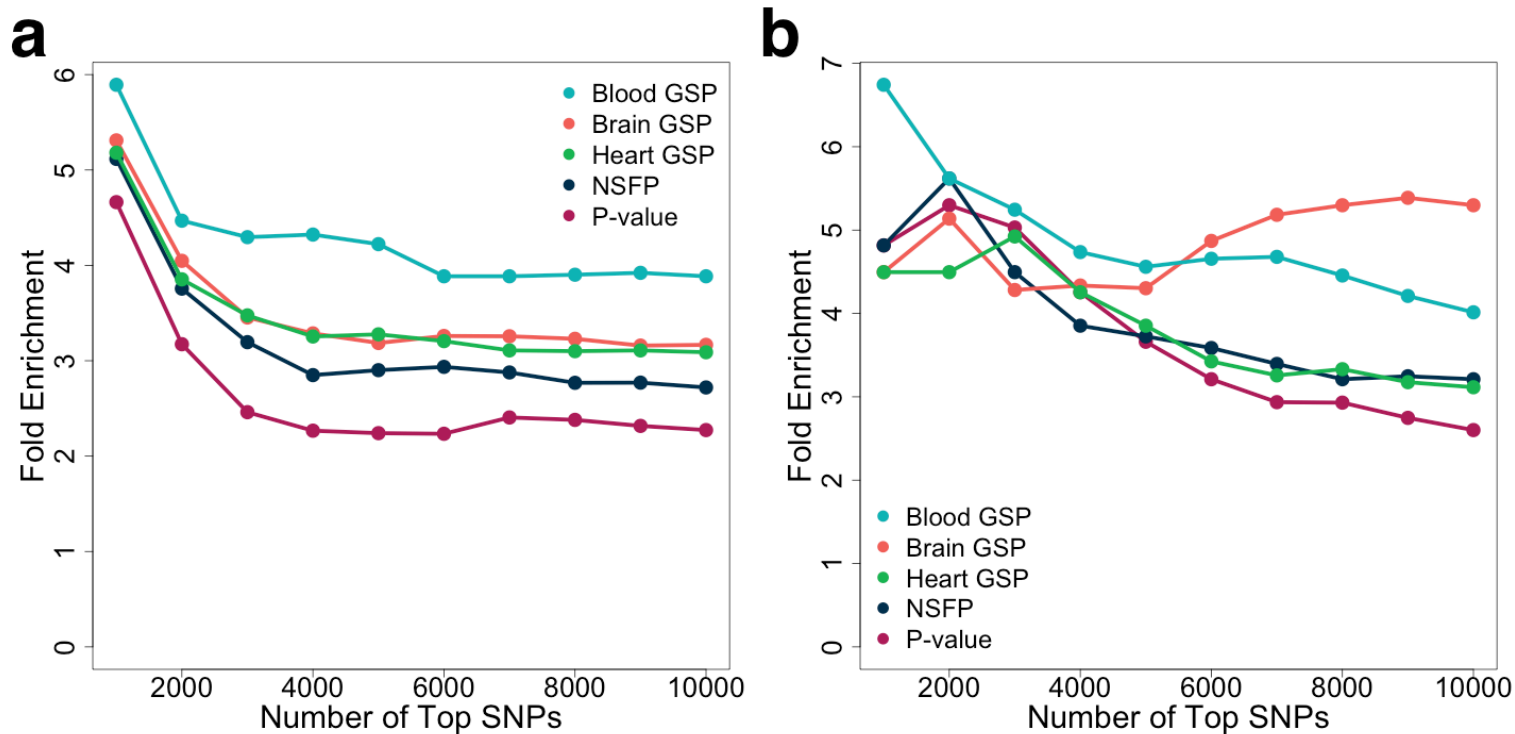 a
Fold Enrichment
6
5
4
3
2
1
0
Blood GSP
Brain GSP
Heart GSP
NSFP
P-value
2000 4000 6000 8000 10000
Number of Top SNPs
b
Fold Enrichment
7
6
5
4
3
2
1
0
Blood GSP
Brain GSP
Heart GSP
NSFP
P-value
2000 4000 6000 8000 10000
Number of Top SNPs